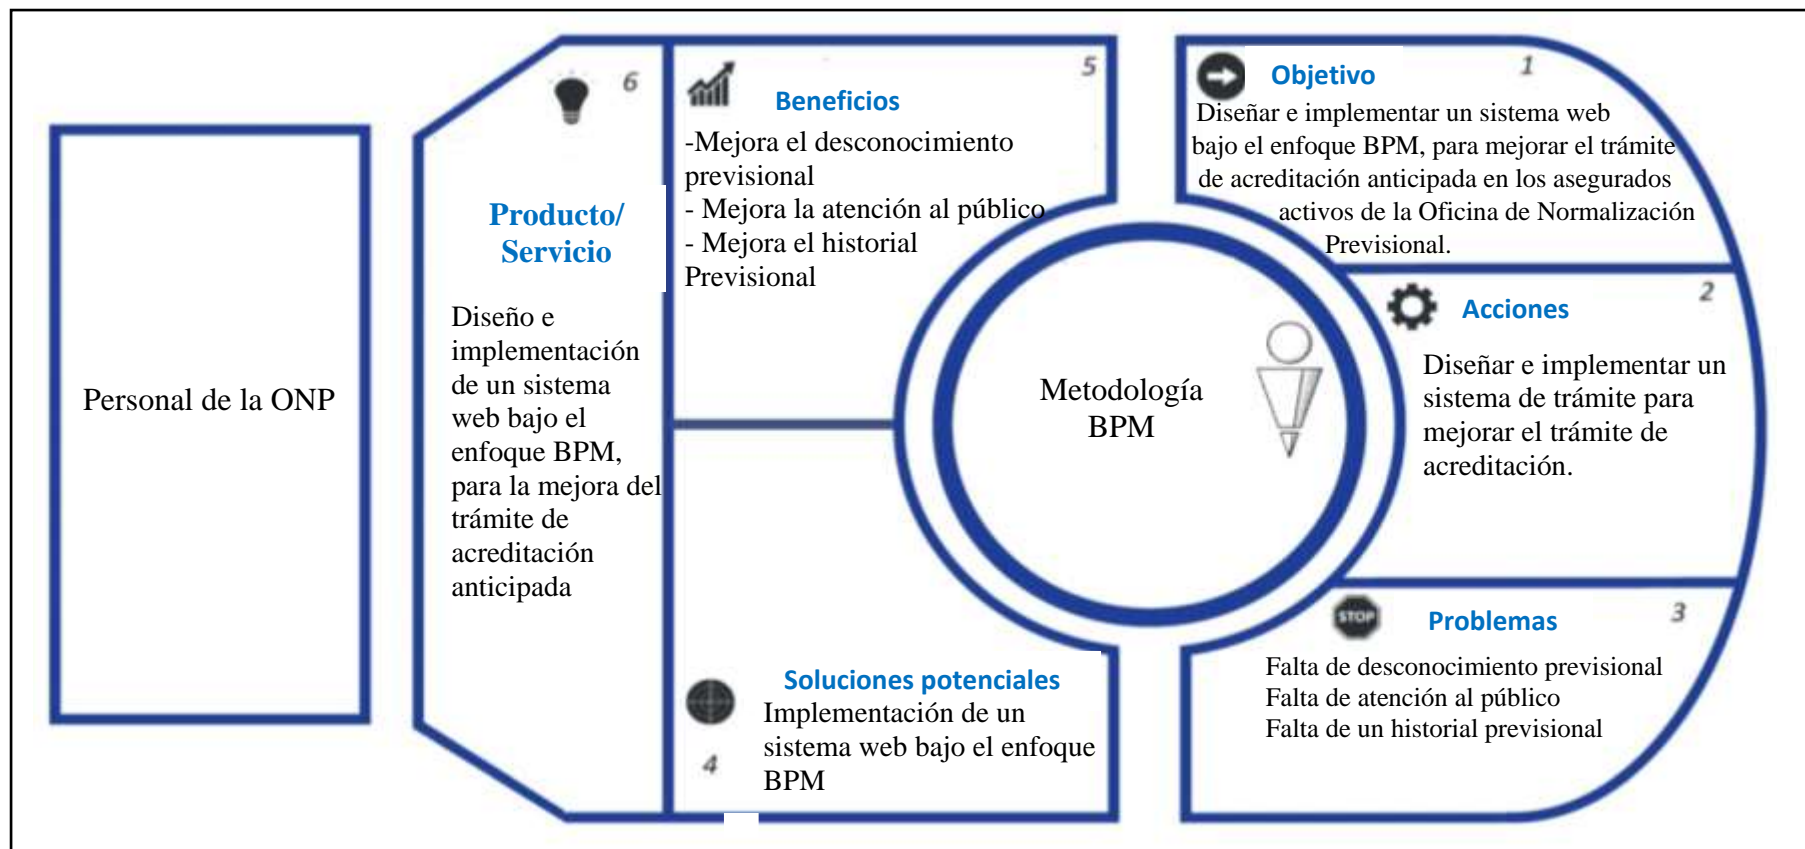 Personal de la ONP
6
Producto/
Servicio
Diseño e
implementación
de un sistema
web bajo el
enfoque BPM,
para la mejora del
trámite de
acreditación
anticipada
5
Beneficios
-Mejora el desconocimiento
previsional
- Mejora la atención al público
- Mejora el historial
Previsional
Soluciones potenciales
Implementación de un
sistema web bajo el enfoque
BPM
4
Metodología
BPM
1
Objetivo
Diseñar e implementar un sistema web
bajo el enfoque BPM, para mejorar el trámite
de acreditación anticipada en los asegurados
activos de la Oficina de Normalización
Previsional.
2
Acciones
Diseñar e implementar un
sistema de trámite para
mejorar el trámite de
acreditación.
3
STOP
Problemas
Falta de desconocimiento previsional
Falta de atención al público
Falta de un historial previsional